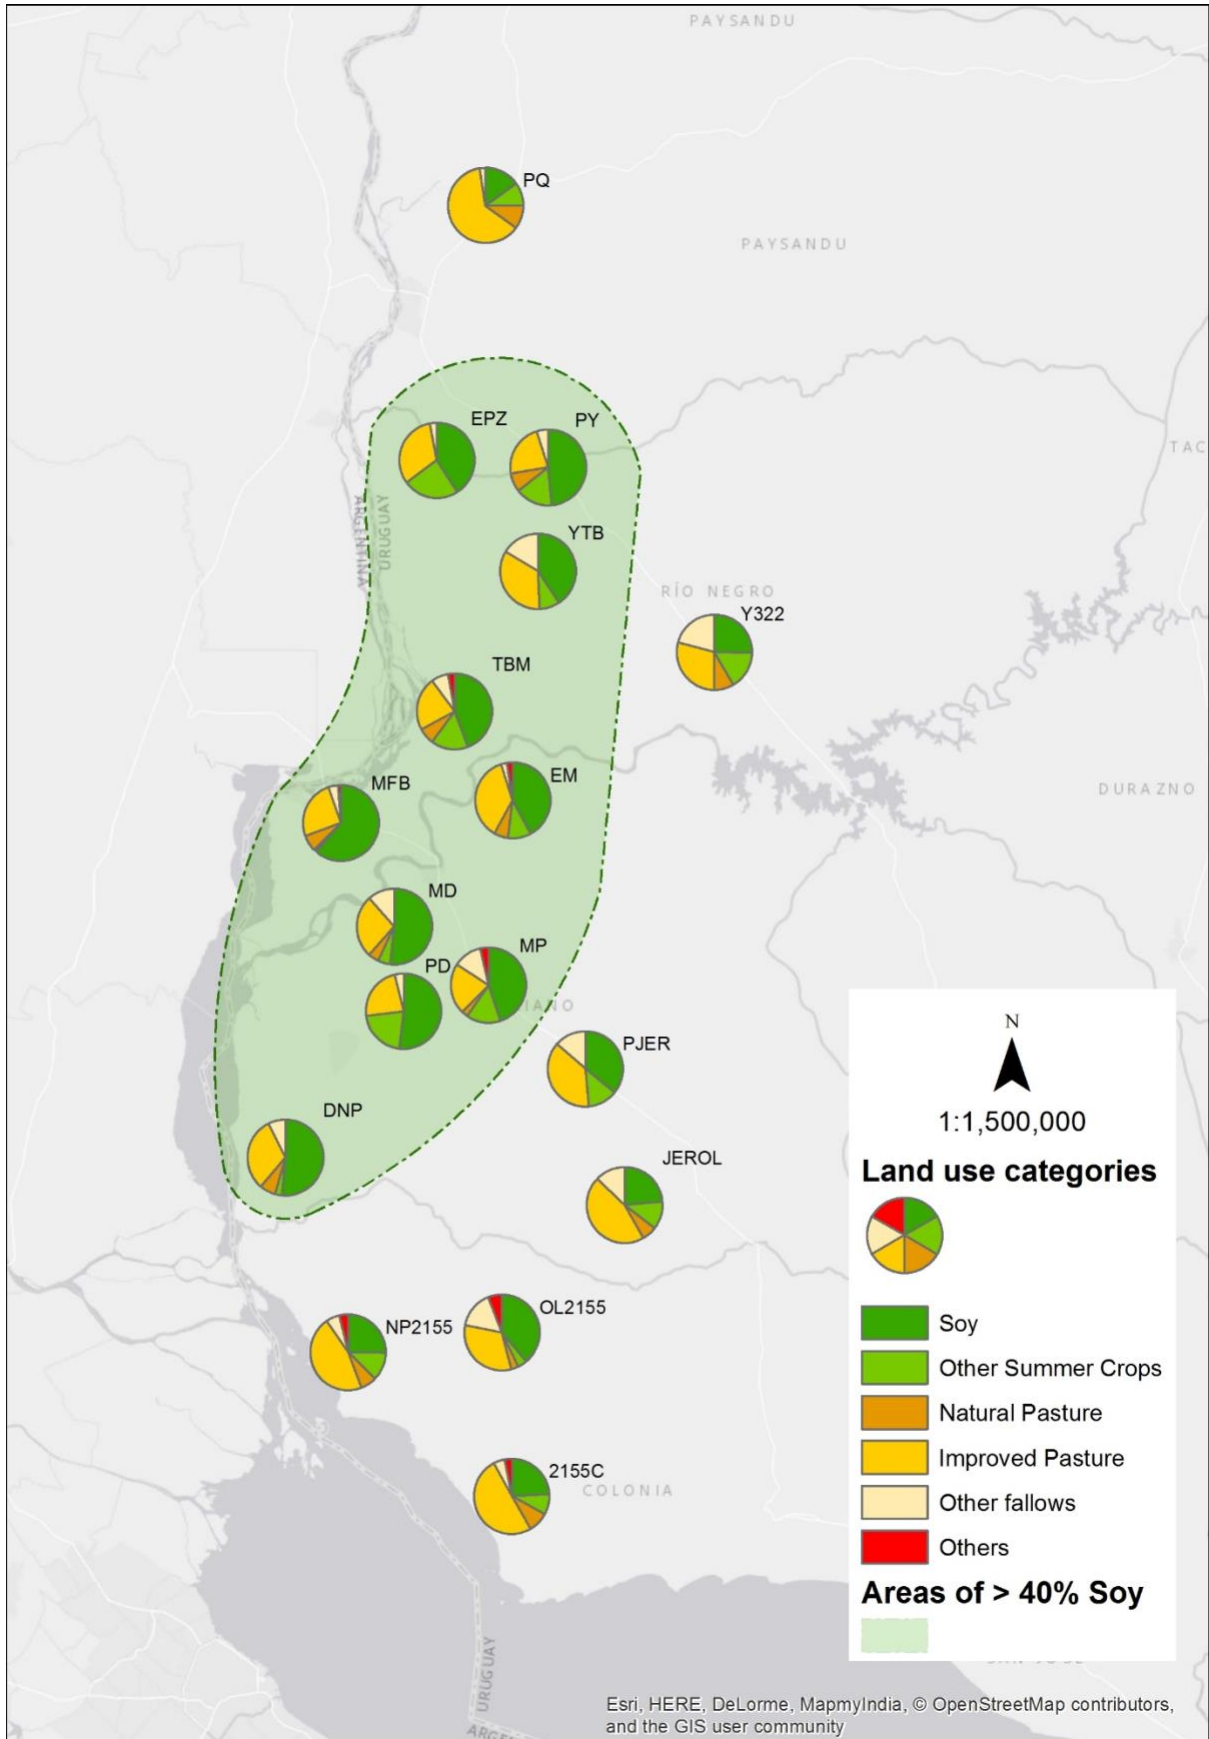 PAYSANDU
PQ
PAYSANDU
EPZ
PY
TAC
ARGENTINA
URUGUAY
YTB
RÍO NEGRO
Y322
TBM
EM
MFB
DURAZNO
MD
MP
PD
IANO
PJER
DNP
JEROL
OL2155
NP2155
2155C
COLONIA
URUGUAY
ARGEN
N
1:1,500,000
Land use categories
Soy
Other Summer Crops
Natural Pasture
Improved Pasture
Other fallows
Others
Areas of > 40% Soy
Esri, HERE, DeLorme, MapmyIndia, © OpenStreetMap contributors,
and the GIS user community